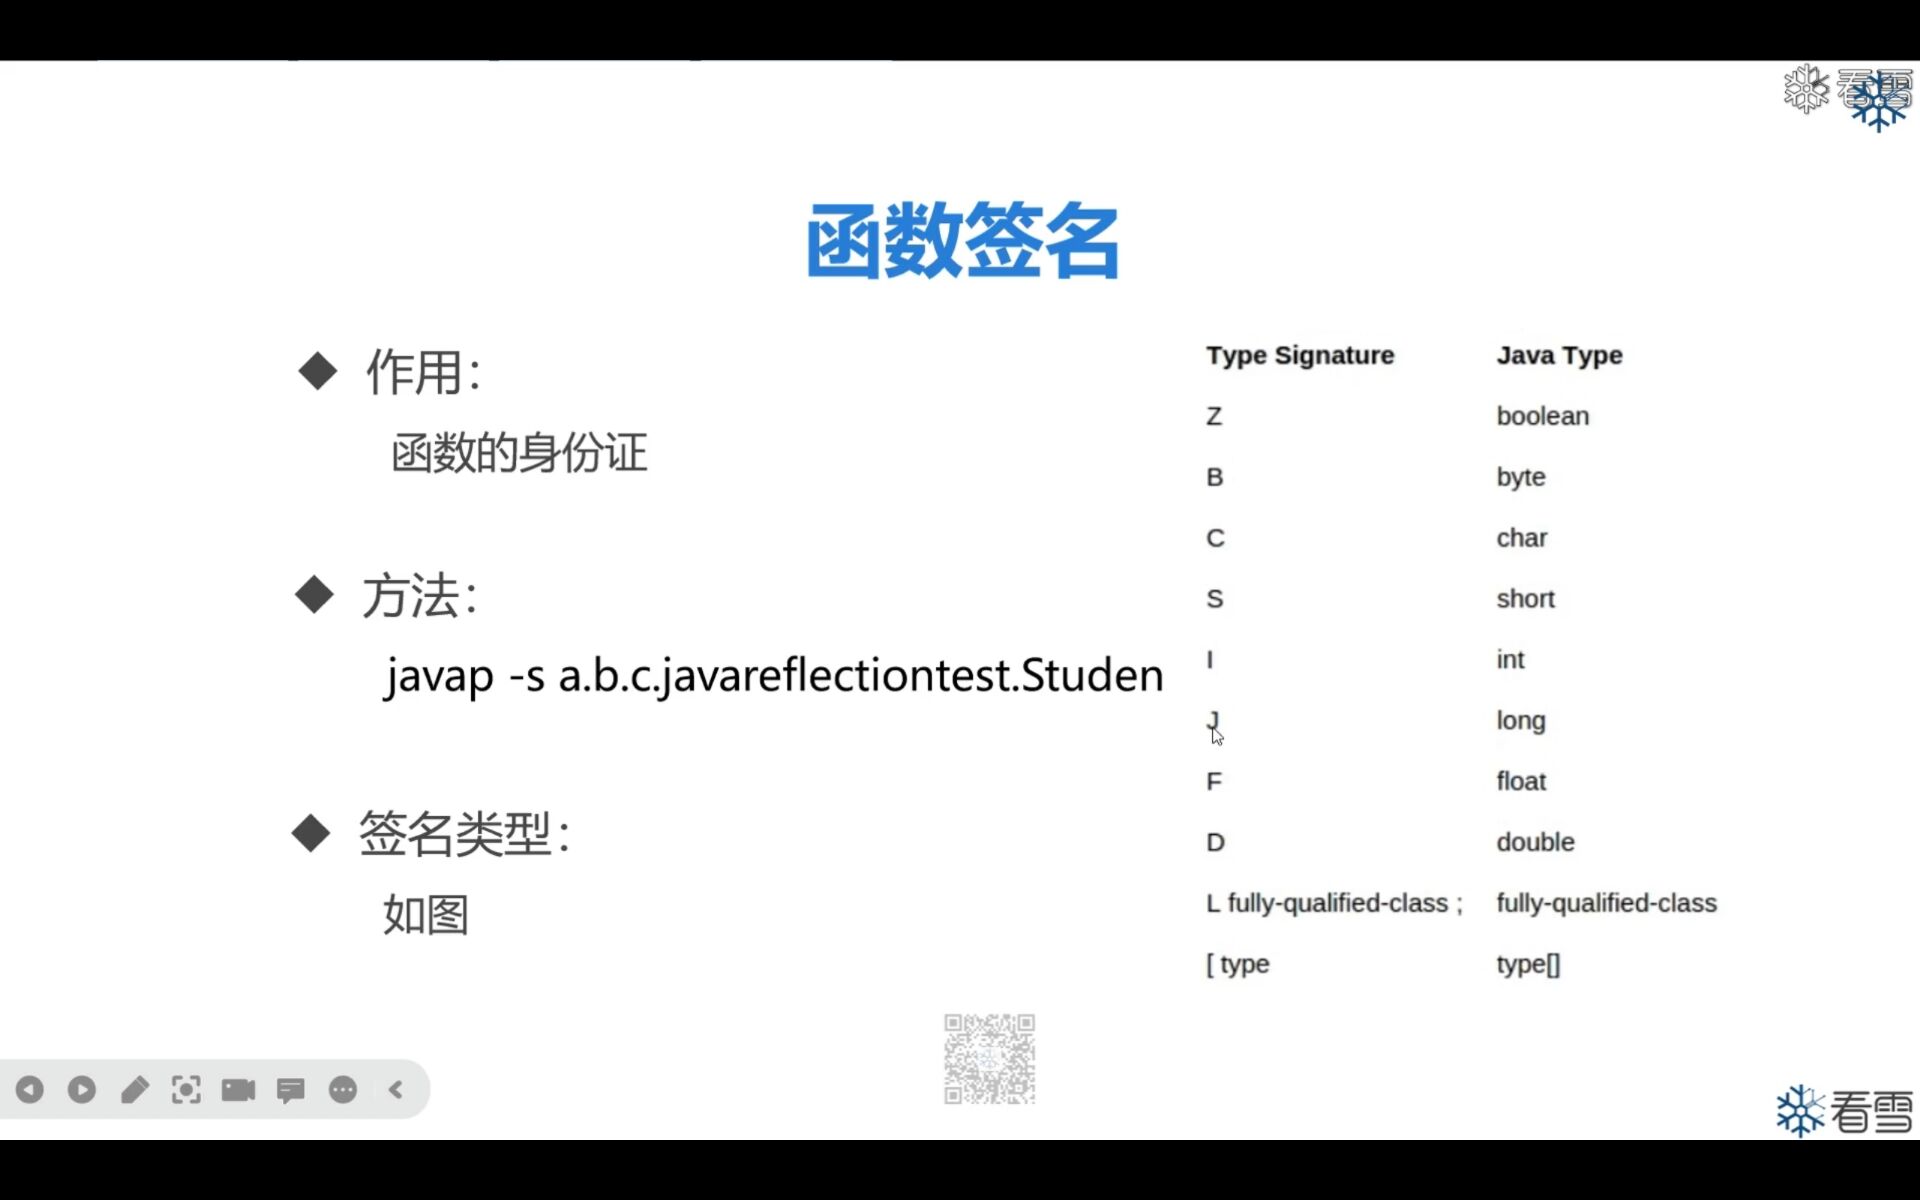 看雪
函数签名
作用：
函数的身份证
方法：
javap -s a.b.c.javareflectiontest.Studen
签名类型：
如图
Type Signature Java Type
Z boolean
B byte
C char
S short
I int
J long
F float
D double
L fully-qualified-class ; fully-qualified-class
[ type type[]
看雪